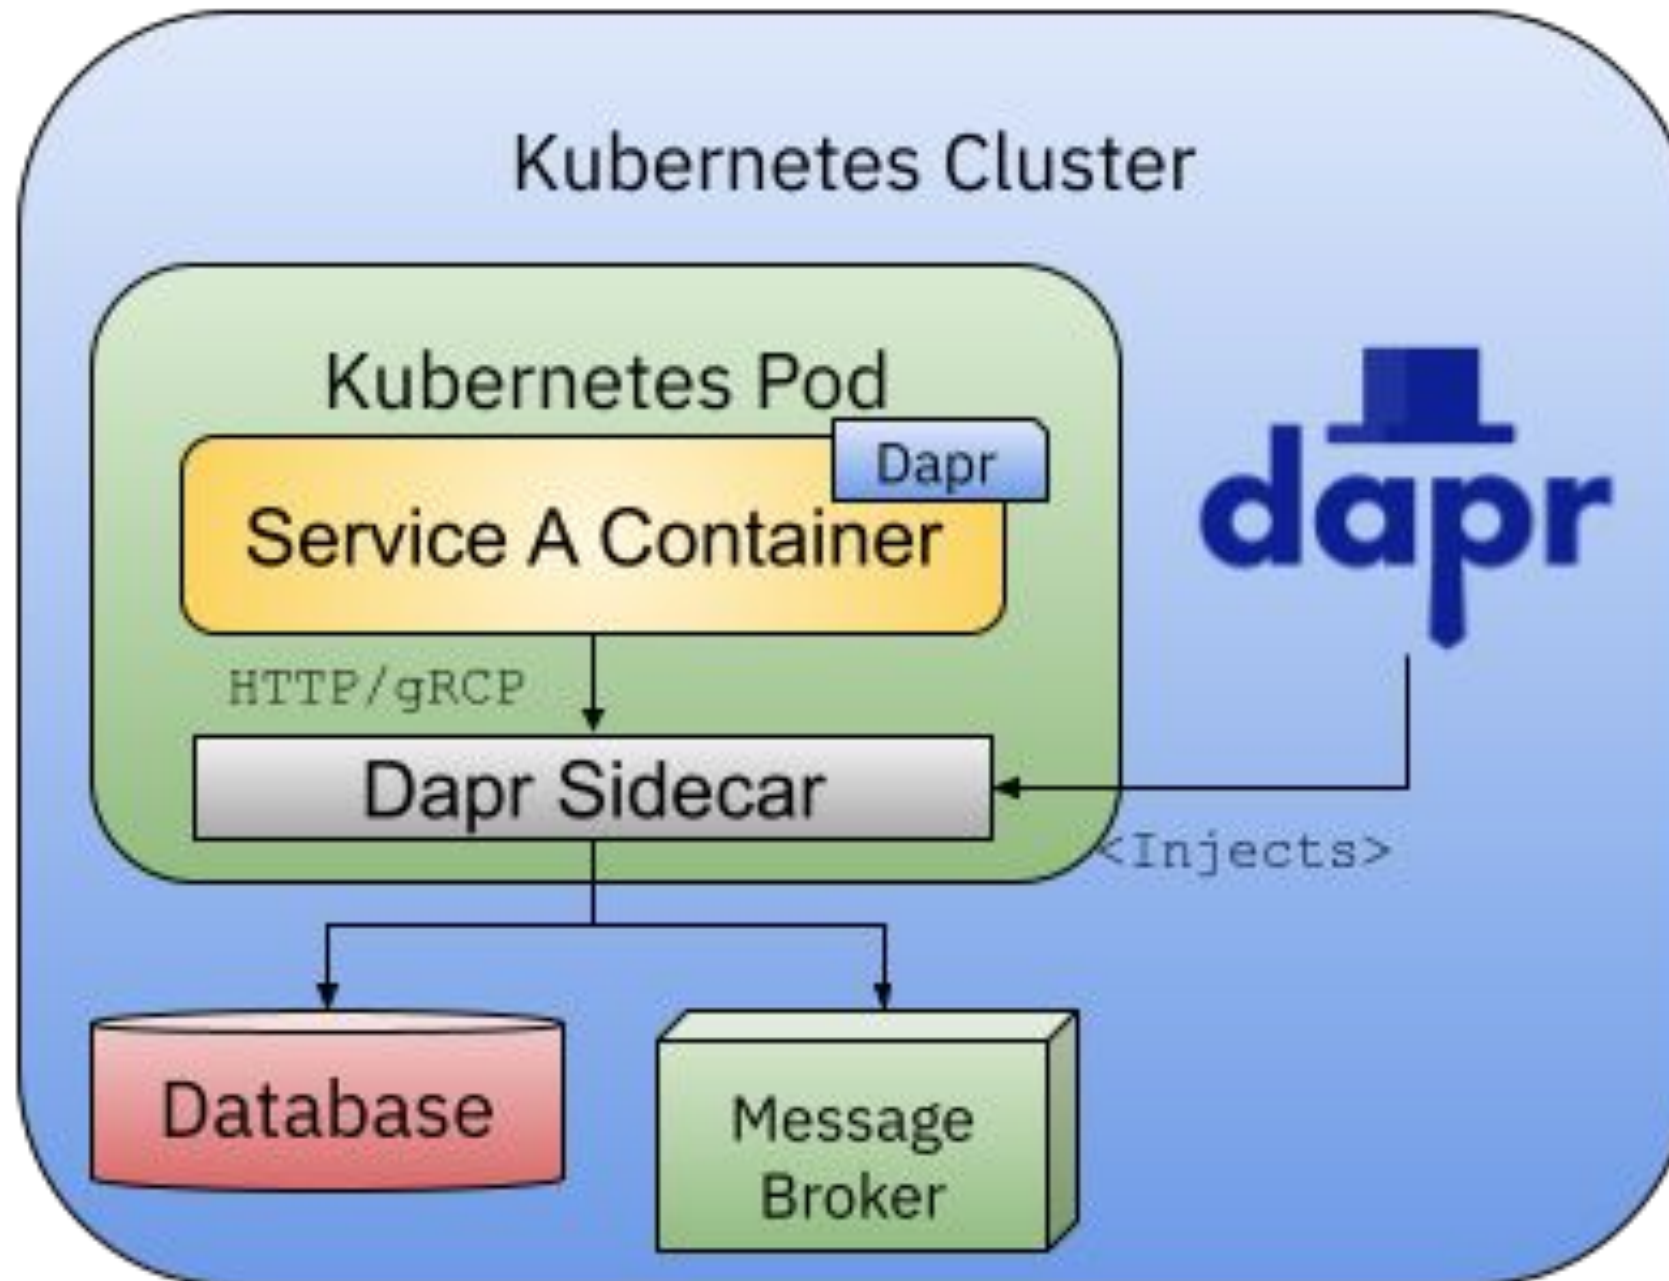 Kubernetes Cluster
Kubernetes Pod
Dapr
Service A Container
dapr
HTTP/gRCP
Dapr Sidecar
<Injects>
Database
Message
Broker